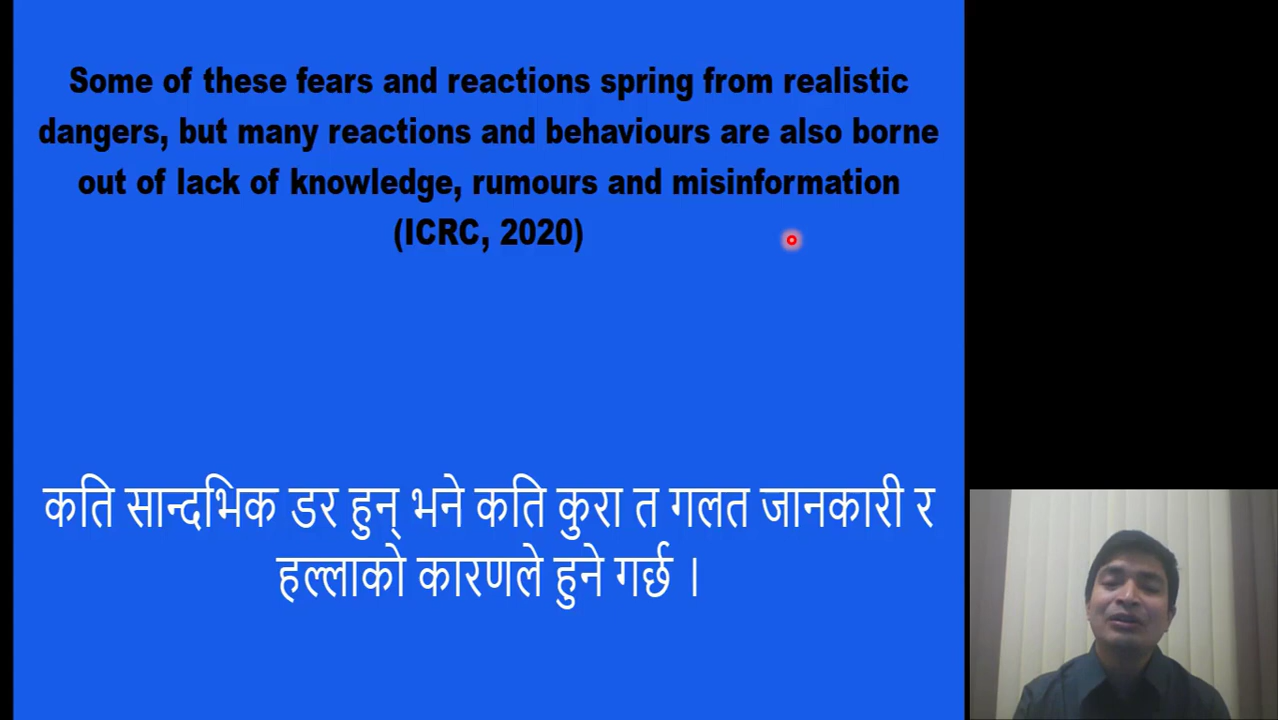 Some of these fears and reactions spring from realistic
dangers, but many reactions and behaviours are also borne
out of lack of knowledge, rumours and misinformation
(ICRC, 2020)
कति सान्दभिक डर हुन् भने कति कुरा त गलत जानकारी र
हल्लाको कारणले हुने गर्छ ।